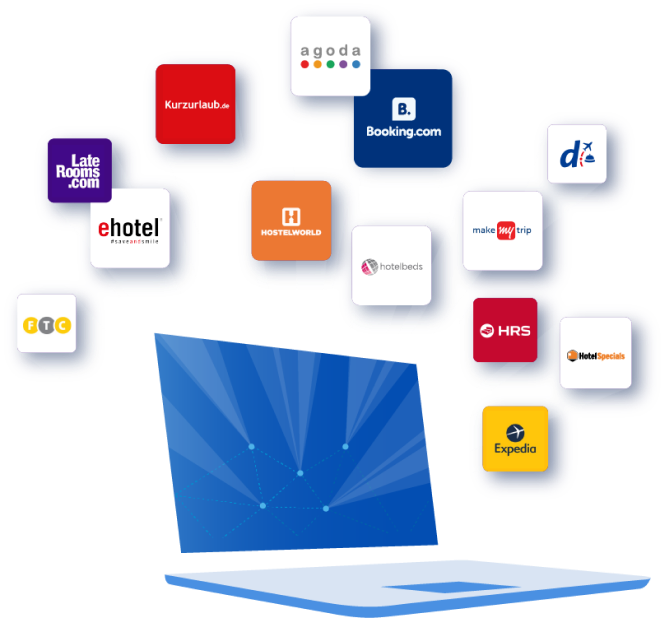 agoda
Kurzurlaub.de
B.
Booking.com
d
Late
Rooms
.com
ehotel
#saveandsmile
HOSTELWORLD
make my trip
hotelbeds
FTC
HRS
HotelSpecials
Expedia